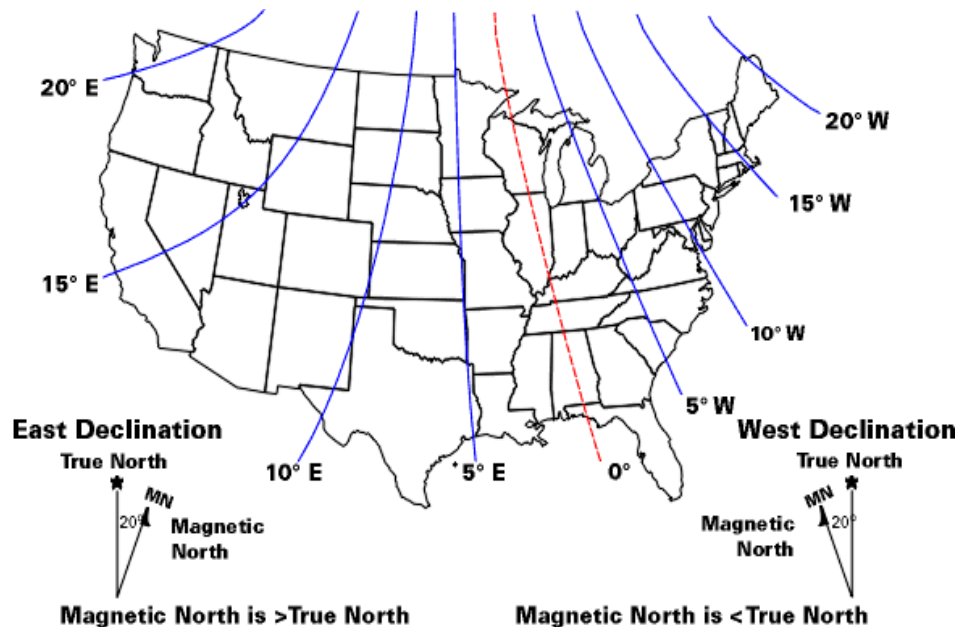 20° E
20° W
15° W
15° E
10° W
5° W
East Declination
West Declination
True North
10° E
5° E
0°
True North
MN
20°
Magnetic
North
MN
20°
Magnetic
North
Magnetic North is >True North
Magnetic North is <True North